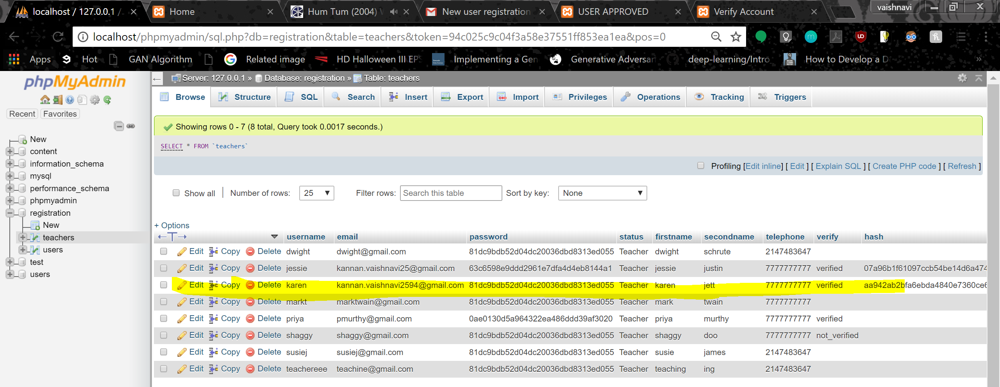 localhost / 127.0.0.1 / Home Hum Tum (2004) New user registration USER APPROVED Verify Account vaishnavi
localhost/phpmyadmin/sql.php?db=registration&table=teachers&token=94c025c9c04f3a58e37551ff853ea1ea&pos=0
Apps Hot GAN Algorithm Related image HD Halloween III EPS Implementing a Gen Generative Adversar deep-learning/Intro_ How to Develop a D »
phpMyAdmin
Recent Favorites
New
content
information_schema
mysql
performance_schema
phpmyadmin
registration
New
teachers
users
test
users
Server: 127.0.0.1 » Database: registration » Table: teachers
Browse Structure SQL Search Insert Export Import Privileges Operations Tracking Triggers
Showing rows 0 - 7 (8 total, Query took 0.0017 seconds.)
SELECT * FROM `teachers`
Profiling [Edit inline] [ Edit ] [ Explain SQL ] [ Create PHP code ] [ Refresh ]
Show all | Number of rows: 25 Filter rows: Search this table Sort by key: None
+ Options
←T→ username email password status firstname secondname telephone verify hash
Edit Copy Delete dwight dwight@gmail.com 81dc9bdb52d04dc20036dbd8313ed055 Teacher dwight schrute 2147483647
Edit Copy Delete jessie kannan.vaishnavi25@gmail.com 63c6598e9ddd2961e7dfa4d4eb8144a1 Teacher jessie justin 7777777777 verified 07a96b1f61097ccb54be14d6a474
Edit Copy Delete karen kannan.vaishnavi2594@gmail.com 81dc9bdb52d04dc20036dbd8313ed055 Teacher karen jett 7777777777 verified aa942ab2bfa6ebda4840e7360ce6
Edit Copy Delete markt marktwain@gmail.com 81dc9bdb52d04dc20036dbd8313ed055 Teacher mark twain 7777777777
Edit Copy Delete priya pmurthy@gmail.com 0ae0130d5a964322ea486ddd39af3020 Teacher priya murthy 7777777777 verified
Edit Copy Delete shaggy shaggy@gmail.com 81dc9bdb52d04dc20036dbd8313ed055 Teacher shaggy doo 7777777777 not_verified
Edit Copy Delete susiej susiej@gmail.com 81dc9bdb52d04dc20036dbd8313ed055 Teacher susie james 2147483647
Edit Copy Delete teachereee teachine@gmail.com 81dc9bdb52d04dc20036dbd8313ed055 Teacher teaching ing 2147483647